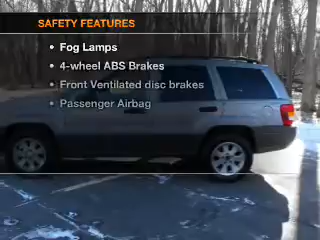 SAFETY FEATURES
• Fog Lamps
• 4-wheel ABS Brakes
• Front Ventilated disc brakes
• Passenger Airbag